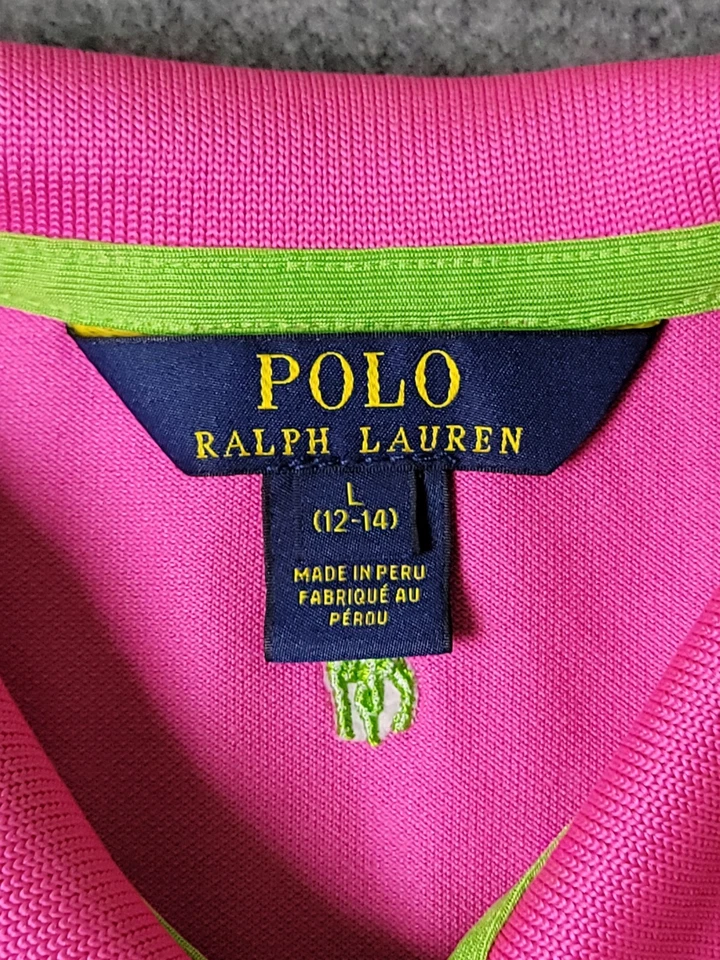 POLO
RALPH LAUREN
L
(12-14)
MADE IN PERU
FABRIQUÉ AU
PÉROU